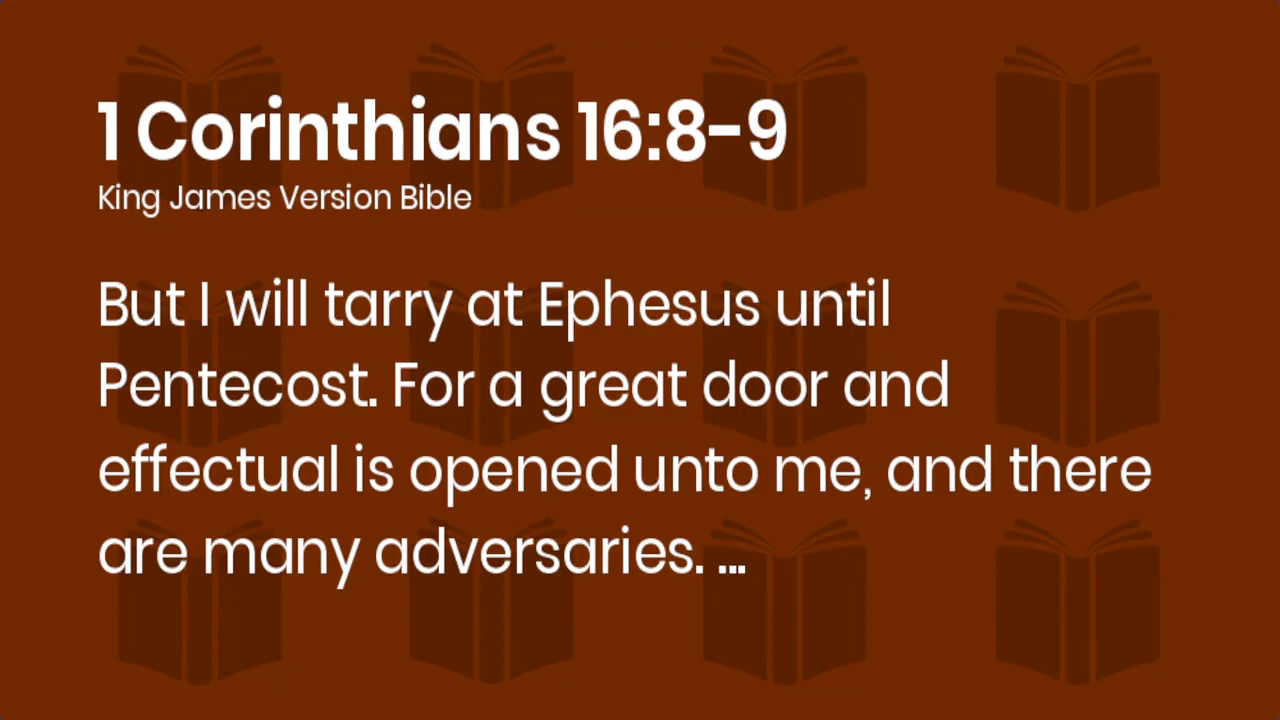 1 Corinthians 16:8-9
King James Version Bible
But I will tarry at Ephesus until
Pentecost. For a great door and
effectual is opened unto me, and there
are many adversaries. ...